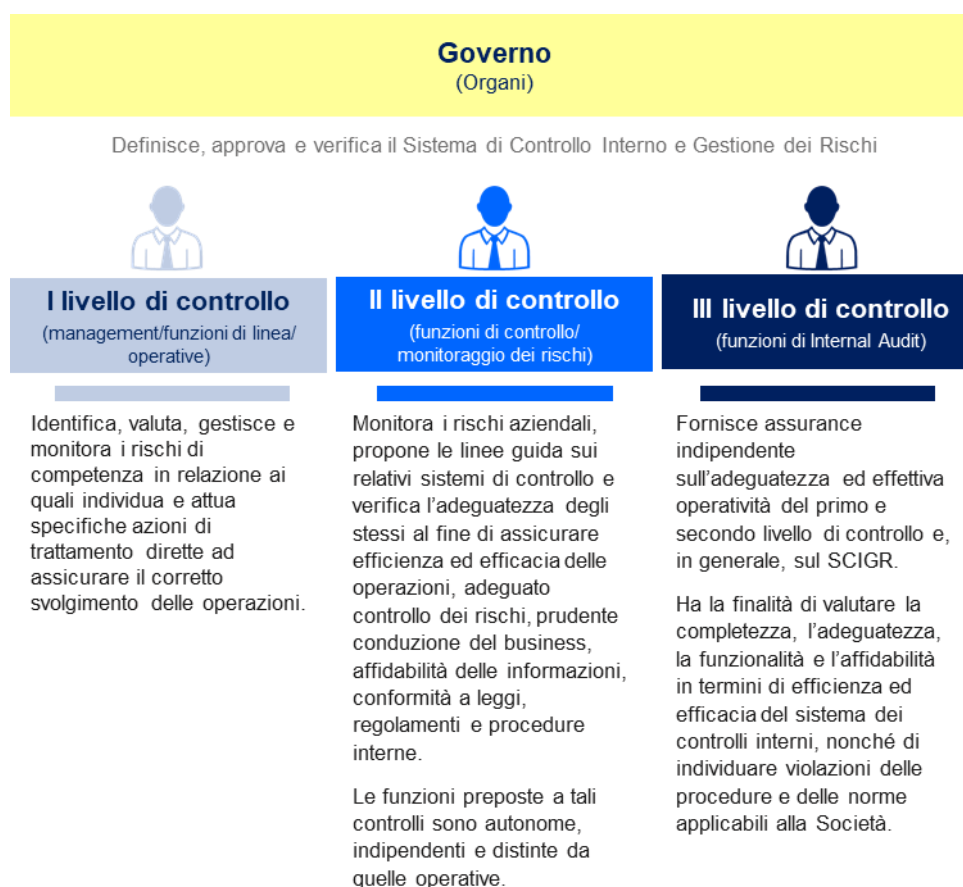 Governo
(Organi)
Definisce, approva e verifica il Sistema di Controllo Interno e Gestione dei Rischi
I livello di controllo
(management/funzioni di linea/
operative)
Identifica, valuta, gestisce e
monitora i rischi di
competenza in relazione ai
quali individua e attua
specifiche azioni di
trattamento dirette ad
assicurare il corretto
svolgimento delle operazioni.
II livello di controllo
(funzioni di controllo/
monitoraggio dei rischi)
Monitora i rischi aziendali,
propone le linee guida sui
relativi sistemi di controllo e
verifica l'adeguatezza degli
stessi al fine di assicurare
efficienza ed efficacia delle
operazioni, adeguato
controllo dei rischi, prudente
conduzione del business,
affidabilità delle informazioni,
conformità a leggi,
regolamenti e procedure
interne.
Le funzioni preposte a tali
controlli sono autonome,
indipendenti e distinte da
quelle operative.
III livello di controllo
(funzioni di Internal Audit)
Fornisce assurance
indipendente
sull'adeguatezza ed effettiva
operatività del primo e
secondo livello di controllo e,
in generale, sul SCIGR.
Ha la finalità di valutare la
completezza, l'adeguatezza,
la funzionalità e l'affidabilità
in termini di efficienza ed
efficacia del sistema dei
controlli interni, nonché di
individuare violazioni delle
procedure e delle norme
applicabili alla Società.